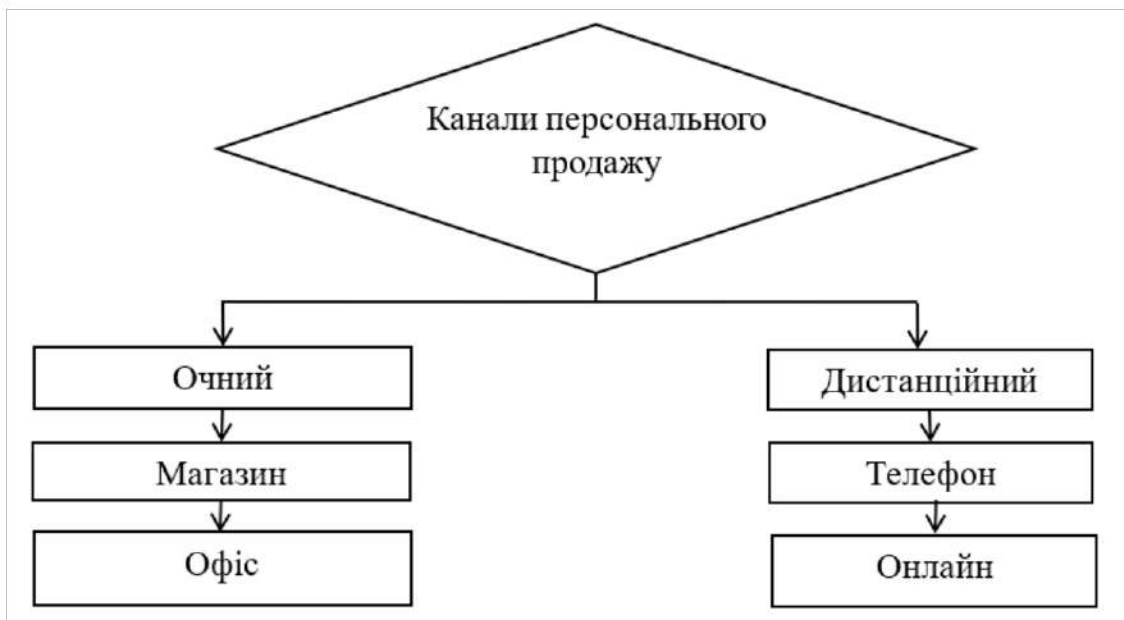 Канали персонального
продажу
Очний
Дистанційний
Магазин
Телефон
Офіс
Онлайн